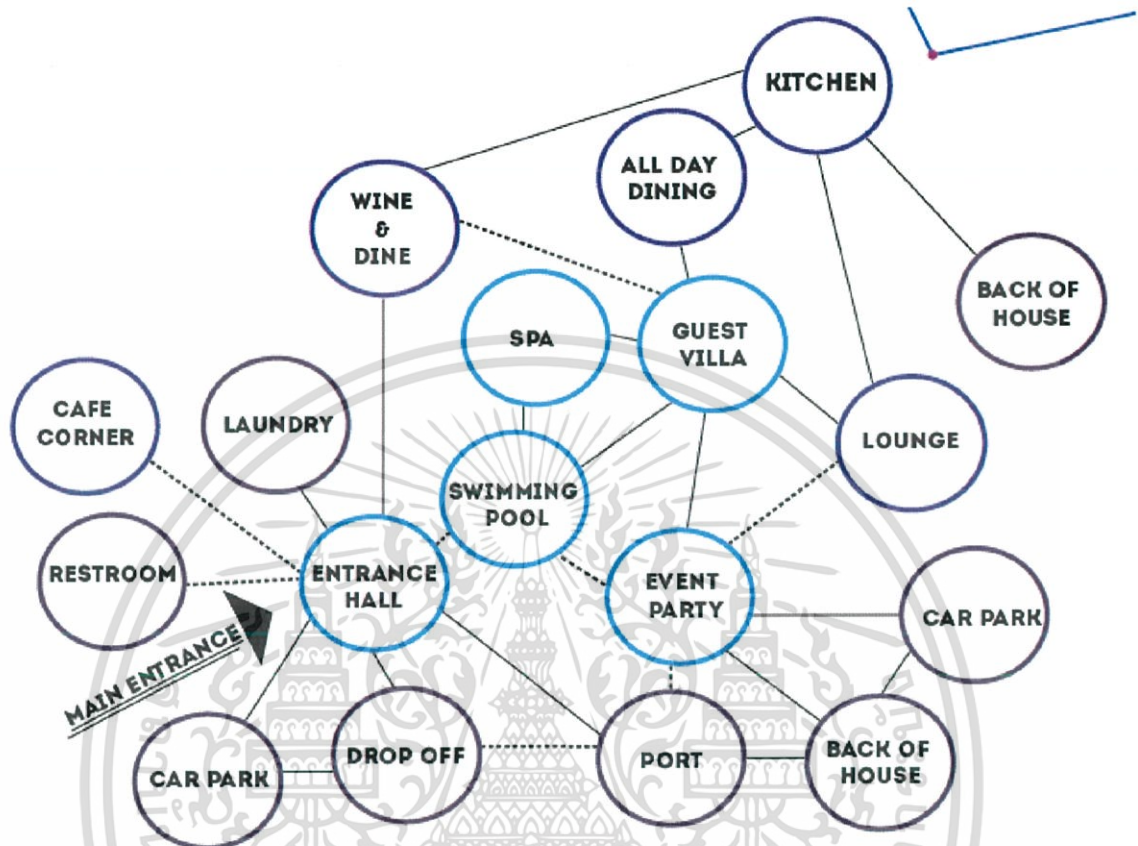 KITCHEN
ALL DAY
DINING
WINE
&
DINE
BACK OF
HOUSE
SPA
GUEST
VILLA
CAFE
CORNER
LAUNDRY
LOUNGE
SWIMMING
POOL
RESTROOM
ENTRANCE
HALL
EVENT
PARTY
CAR PARK
MAIN ENTRANCE
CAR PARK
DROP OFF
PORT
BACK OF
HOUSE